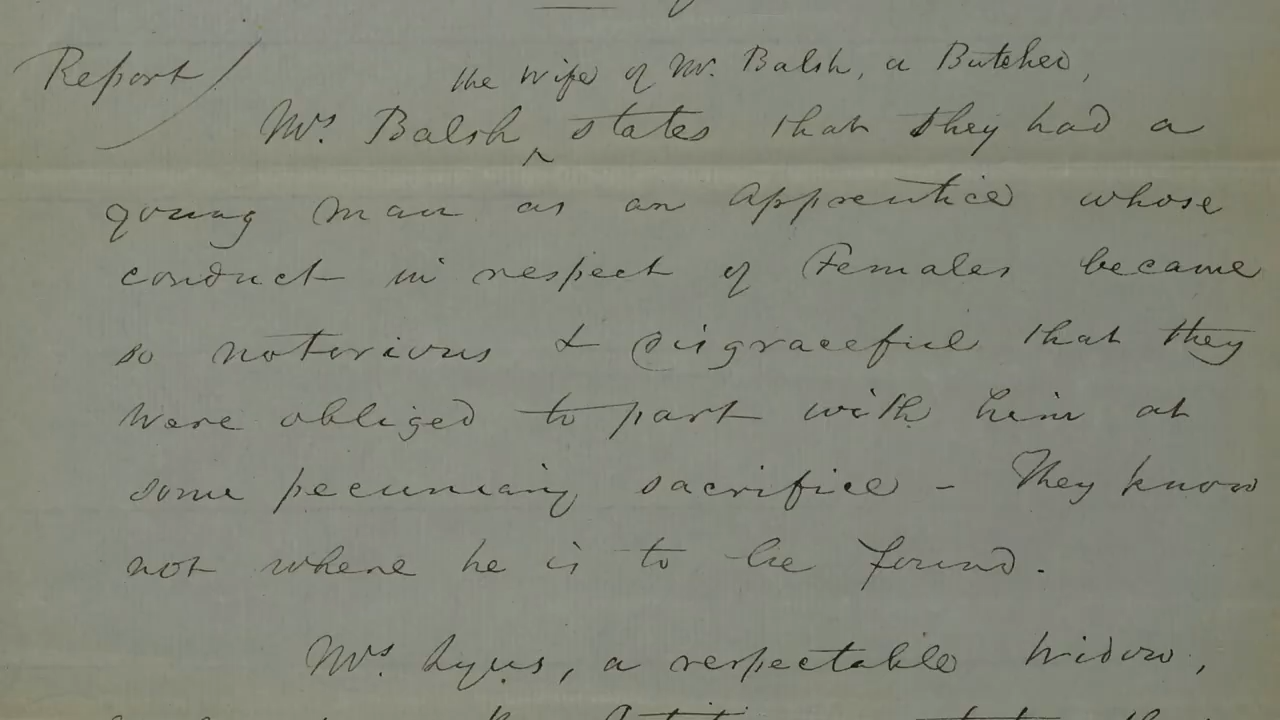 Report
the wife of Mr. Balsh, a Butcher,
Mrs. Balsh ^ states that they had a
young man as an apprentice whose
conduct in respect of Females became
so notorious & disgraceful that they
were obliged to part with him at
some pecuniary sacrifice - They know
not where he is to be found.
Mrs. Lyus, a respectable Widow,